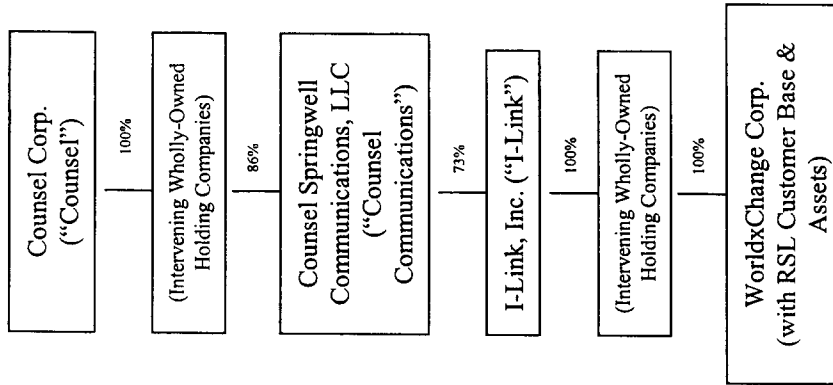 Counsel Corp.
(“Counsel”)
100%
(Intervening Wholly-Owned
Holding Companies)
86%
Counsel Springwell
Communications, LLC
(“Counsel
Communications”)
73%
I-Link, Inc. (“I-Link”)
100%
(Intervening Wholly-Owned
Holding Companies)
100%
WorldxChange Corp.
(with RSL Customer Base &
Assets)